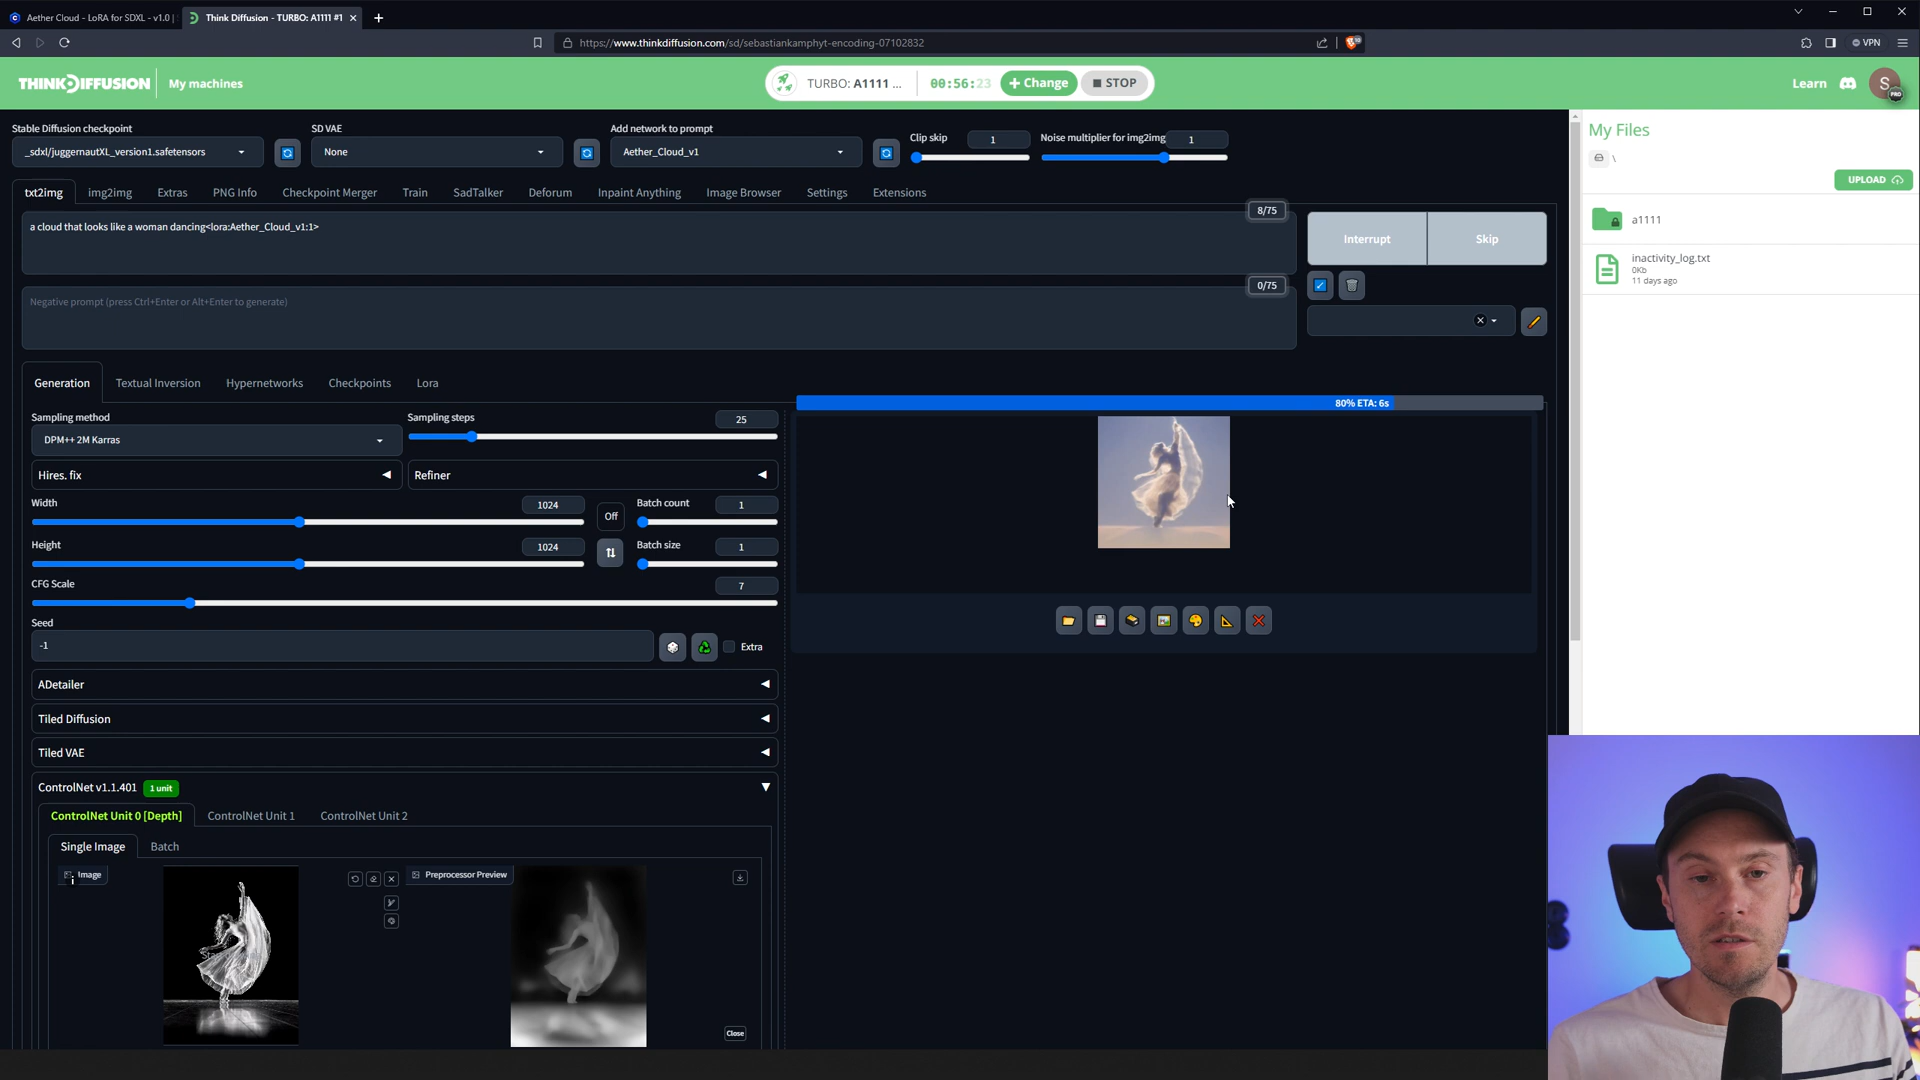 Aether Cloud - LoRA for SDXL - v1.0 |
Think Diffusion - TURBO: A1111 #1
https://www.thinkdiffusion.com/sd/sebastiankamphyt-encoding-07102832
VPN
THINKDIFFUSION
My machines
TURBO: A1111 ...
00:56:23
+ Change
STOP
Learn
S
PRO
Stable Diffusion checkpoint
_sdxl/juggernautXL_version1.safetensors
SD VAE
None
Add network to prompt
Aether_Cloud_v1
Clip skip
1
Noise multiplier for img2img
1
txt2img
img2img
Extras
PNG Info
Checkpoint Merger
Train
SadTalker
Deforum
Inpaint Anything
Image Browser
Settings
Extensions
8/75
a cloud that looks like a woman dancing<lora:Aether_Cloud_v1:1>
Interrupt
Skip
0/75
Negative prompt (press Ctrl+Enter or Alt+Enter to generate)
Generation
Textual Inversion
Hypernetworks
Checkpoints
Lora
Sampling method
DPM++ 2M Karras
Sampling steps
25
80% ETA: 6s
Hires. fix
Refiner
Width
1024
Off
Batch count
1
Height
1024
Batch size
1
CFG Scale
7
Seed
-1
Extra
ADetailer
Tiled Diffusion
Tiled VAE
ControlNet v1.1.401
1 unit
ControlNet Unit 0 [Depth]
ControlNet Unit 1
ControlNet Unit 2
Single Image
Batch
Image
Preprocessor Preview
Close
My Files
\
UPLOAD
a1111
inactivity_log.txt
0Kb
11 days ago